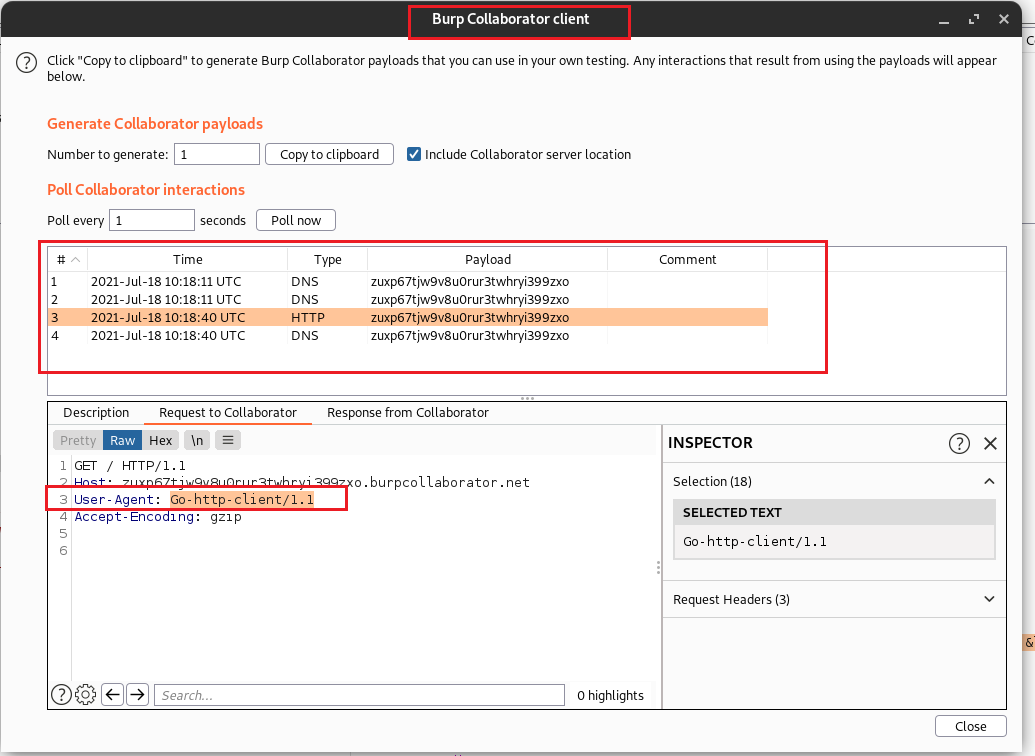 Burp Collaborator client
Click "Copy to clipboard" to generate Burp Collaborator payloads that you can use in your own testing. Any interactions that result from using the payloads will appear
below.
Generate Collaborator payloads
Number to generate: 1 Copy to clipboard Include Collaborator server location
Poll Collaborator interactions
Poll every 1 seconds Poll now
# Time Type Payload Comment
1 2021-Jul-18 10:18:11 UTC DNS zuxp67tjw9v8u0rur3twhryi399zxo
2 2021-Jul-18 10:18:11 UTC DNS zuxp67tjw9v8u0rur3twhryi399zxo
3 2021-Jul-18 10:18:40 UTC HTTP zuxp67tjw9v8u0rur3twhryi399zxo
4 2021-Jul-18 10:18:40 UTC DNS zuxp67tjw9v8u0rur3twhryi399zxo
Description Request to Collaborator Response from Collaborator
Pretty Raw Hex \n
1 GET / HTTP/1.1
2 Host: zuxp67tjw9v8u0rur3twhryi399zxo.burpcollaborator.net
3 User-Agent: Go-http-client/1.1
4 Accept-Encoding: gzip
5
6
INSPECTOR
Selection (18)
SELECTED TEXT
Go-http-client/1.1
Request Headers (3)
Search...
0 highlights
Close